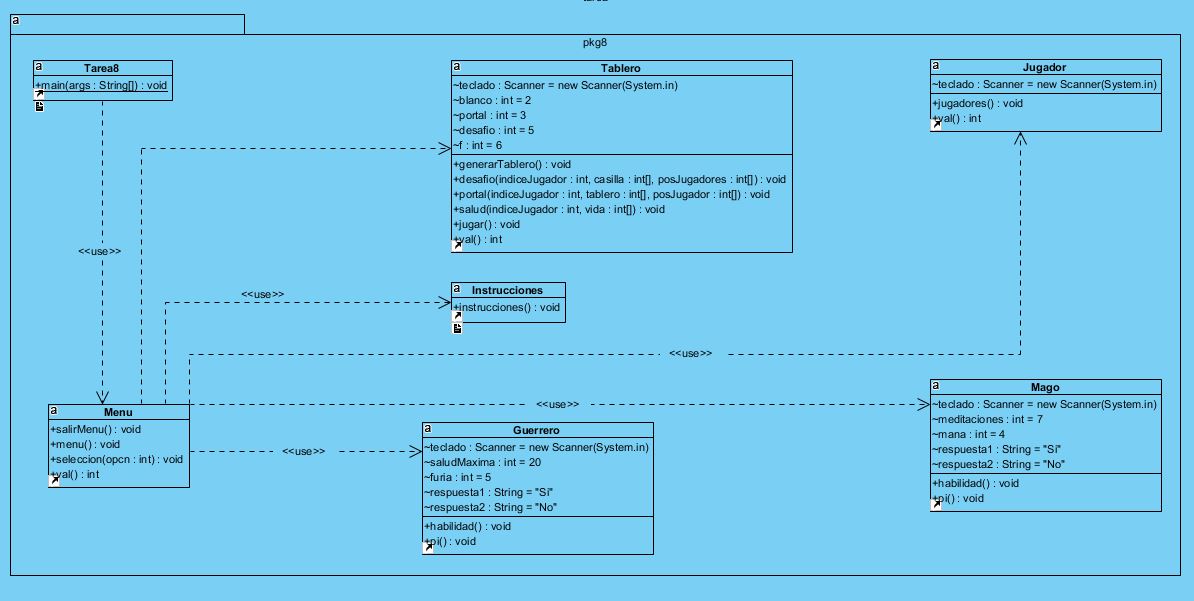 pkg8
Tarea8
+main(args : String[]) : void
Tablero
~teclado : Scanner = new Scanner(System.in)
~blanco : int = 2
~portal : int = 3
~desafio : int = 5
~f : int = 6
+generarTablero() : void
+desafio(indiceJugador : int, casilla : int[], posJugadores : int[]) : void
+portal(indiceJugador : int, tablero : int[], posJugador : int[]) : void
+salud(indiceJugador : int, vida : int[]) : void
+jugar() : void
+val() : int
Jugador
~teclado : Scanner = new Scanner(System.in)
+jugadores() : void
+val() : int
<<use>>
<<use>>
Instrucciones
+instrucciones() : void
<<use>>
<<use>>
Menu
+salirMenu() : void
+menu() : void
+seleccion(opcn : int) : void
+val() : int
<<use>>
Guerrero
~teclado : Scanner = new Scanner(System.in)
~saludMaxima : int = 20
~furia : int = 5
~respuesta1 : String = "Si"
~respuesta2 : String = "No"
+habilidad() : void
+pi() : void
Mago
~teclado : Scanner = new Scanner(System.in)
~meditaciones : int = 7
~mana : int = 4
~respuesta1 : String = "Si"
~respuesta2 : String = "No"
+habilidad() : void
+pi() : void